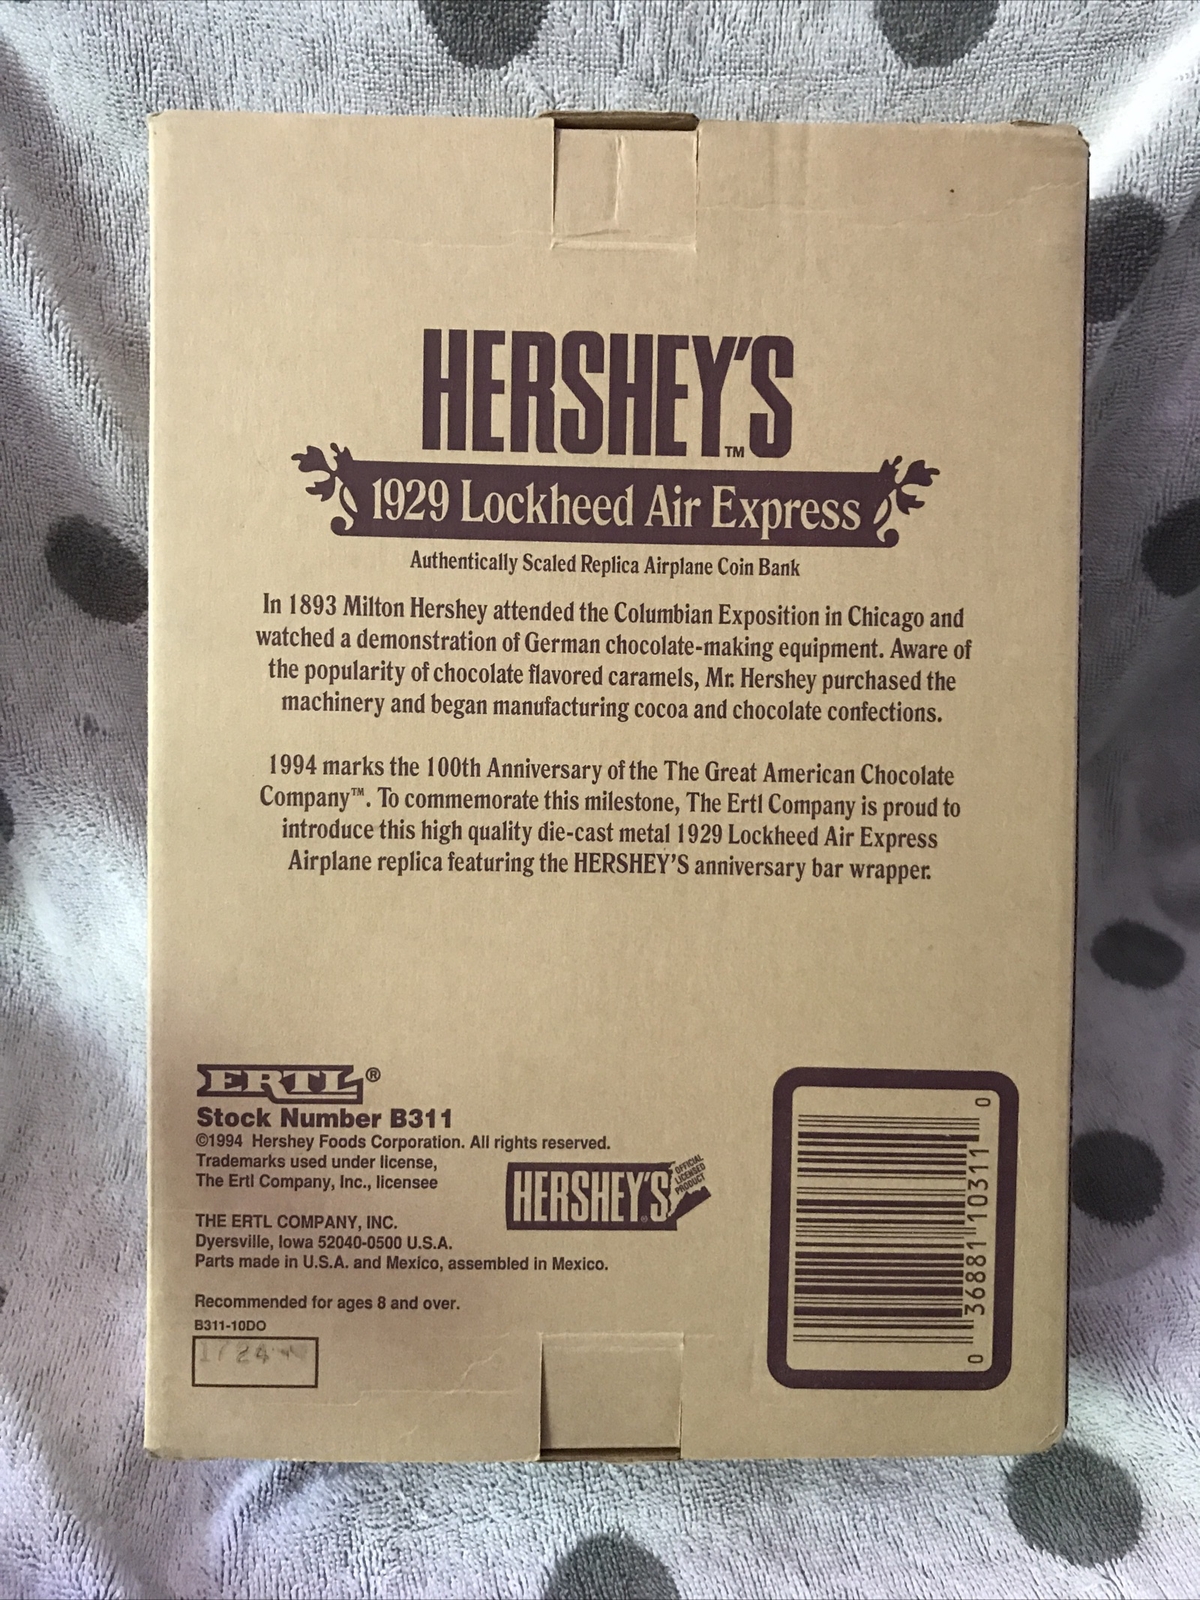 HERSHEY'S™
1929 Lockheed Air Express
Authentically Scaled Replica Airplane Coin Bank
In 1893 Milton Hershey attended the Columbian Exposition in Chicago and
watched a demonstration of German chocolate-making equipment. Aware of
the popularity of chocolate flavored caramels, Mr. Hershey purchased the
machinery and began manufacturing cocoa and chocolate confections.
1994 marks the 100th Anniversary of the The Great American Chocolate
Company™. To commemorate this milestone, The Ertl Company is proud to
introduce this high quality die-cast metal 1929 Lockheed Air Express
Airplane replica featuring the HERSHEY'S anniversary bar wrapper.
ERTL®
Stock Number B311
©1994 Hershey Foods Corporation. All rights reserved.
Trademarks used under license,
The Ertl Company, Inc., licensee
HERSHEY'S®
OFFICIAL
LICENSED
PRODUCT
THE ERTL COMPANY, INC.
Dyersville, Iowa 52040-0500 U.S.A.
Parts made in U.S.A. and Mexico, assembled in Mexico.
Recommended for ages 8 and over.
B311-10DO
0 36881 10311 0